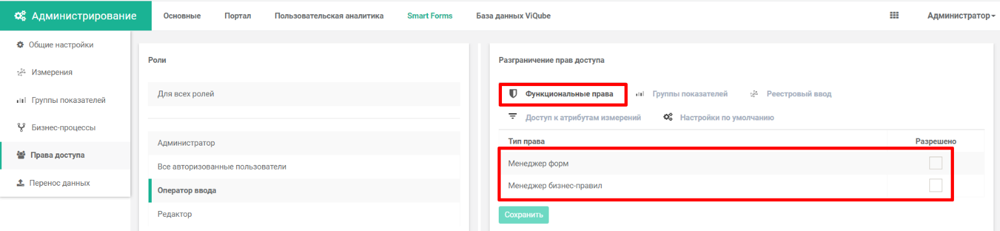 Администрирование
Основные
Портал
Пользовательская аналитика
Smart Forms
База данных ViQube
Администратор
Общие настройки
Измерения
Группы показателей
Бизнес-процессы
Права доступа
Перенос данных
Роли
Для всех ролей
Администратор
Все авторизованные пользователи
Оператор ввода
Редактор
Разграничение прав доступа
Функциональные права
Группы показателей
Реестровый ввод
Доступ к атрибутам измерений
Настройки по умолчанию
Тип права
Разрешено
Менеджер форм
Менеджер бизнес-правил
Сохранить